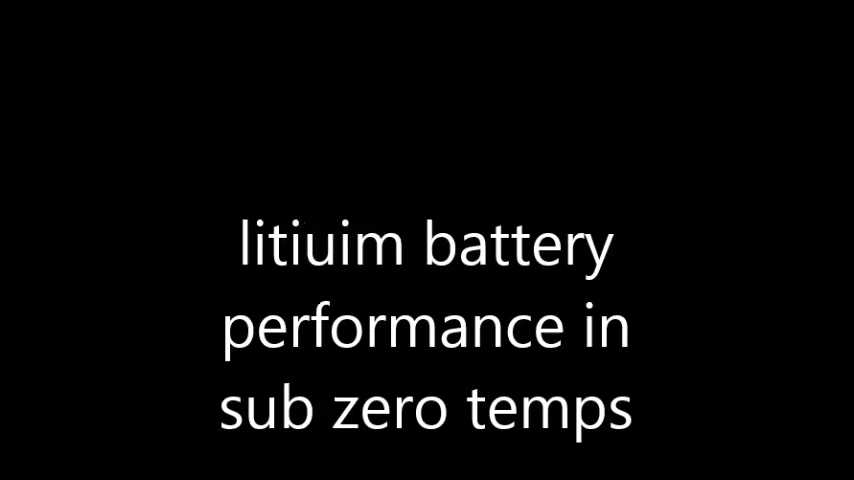 litiuim battery
performance in
sub zero temps